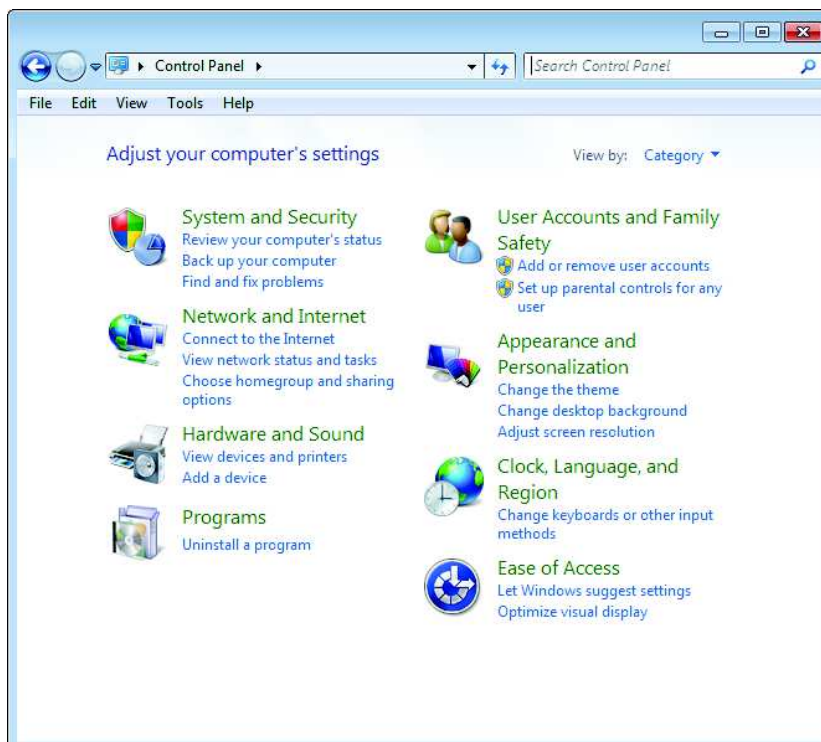 Control Panel
Search Control Panel
File Edit View Tools Help
Adjust your computer's settings
View by: Category
System and Security
Review your computer's status
Back up your computer
Find and fix problems
Network and Internet
Connect to the Internet
View network status and tasks
Choose homegroup and sharing
options
Hardware and Sound
View devices and printers
Add a device
Programs
Uninstall a program
User Accounts and Family
Safety
Add or remove user accounts
Set up parental controls for any
user
Appearance and
Personalization
Change the theme
Change desktop background
Adjust screen resolution
Clock, Language, and
Region
Change keyboards or other input
methods
Ease of Access
Let Windows suggest settings
Optimize visual display